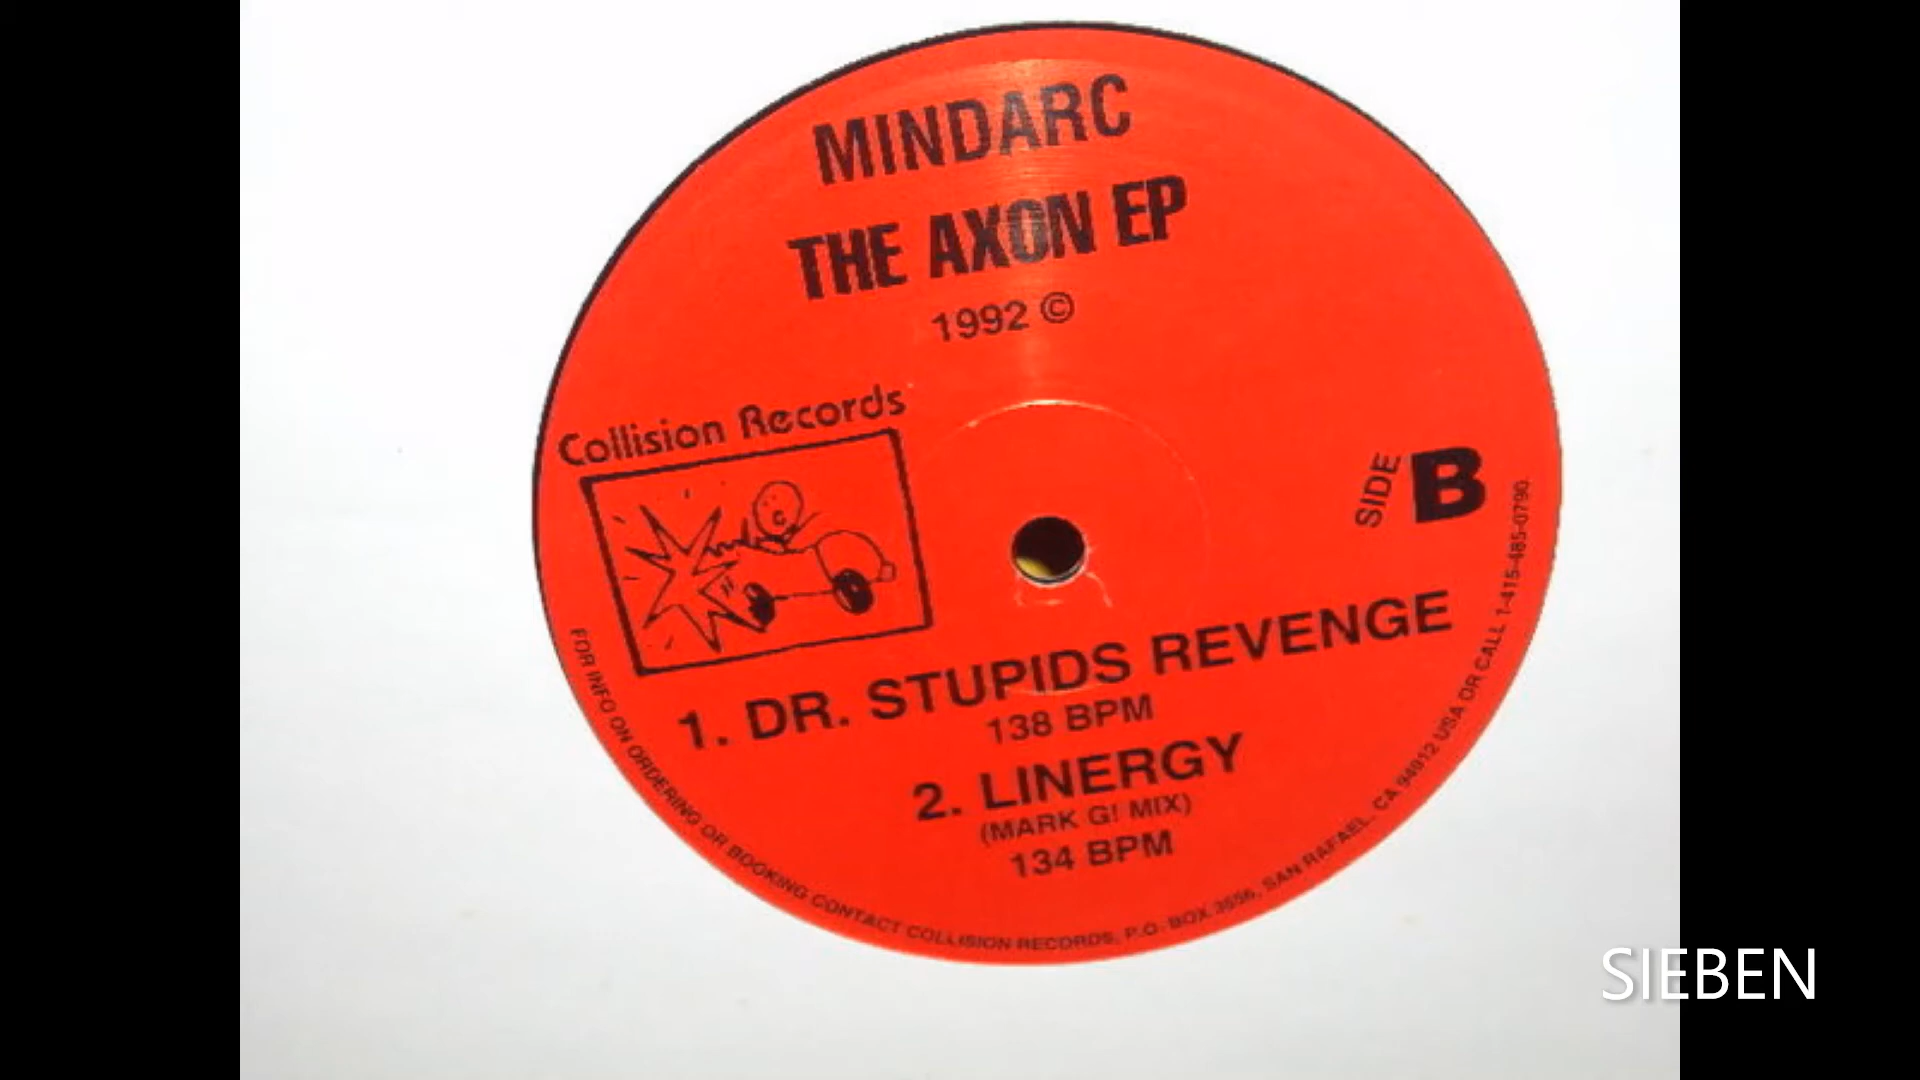 MINDARC
THE AXON EP
1992 ©
Collision Records
SIDE B
1. DR. STUPIDS REVENGE
138 BPM
2. LINERGY
(MARK G! MIX)
134 BPM
FOR INFO ON ORDERING OR BOOKING CONTACT COLLISION RECORDS, P.O. BOX 3556, SAN RAFAEL, CA 94912 USA OR CALL 1-415-485-0790.
SIEBEN